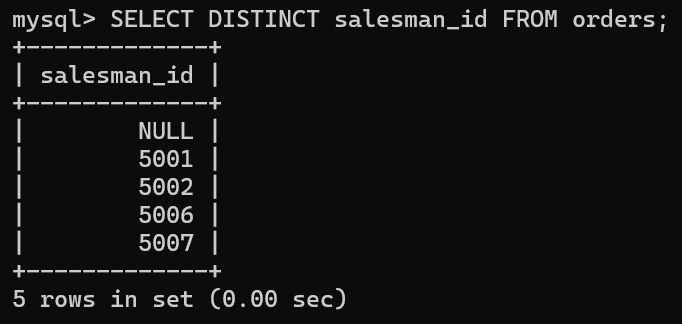 mysql> SELECT DISTINCT salesman_id FROM orders;
+-------------+
| salesman_id |
+-------------+
|        NULL |
|        5001 |
|        5002 |
|        5006 |
|        5007 |
+-------------+
5 rows in set (0.00 sec)